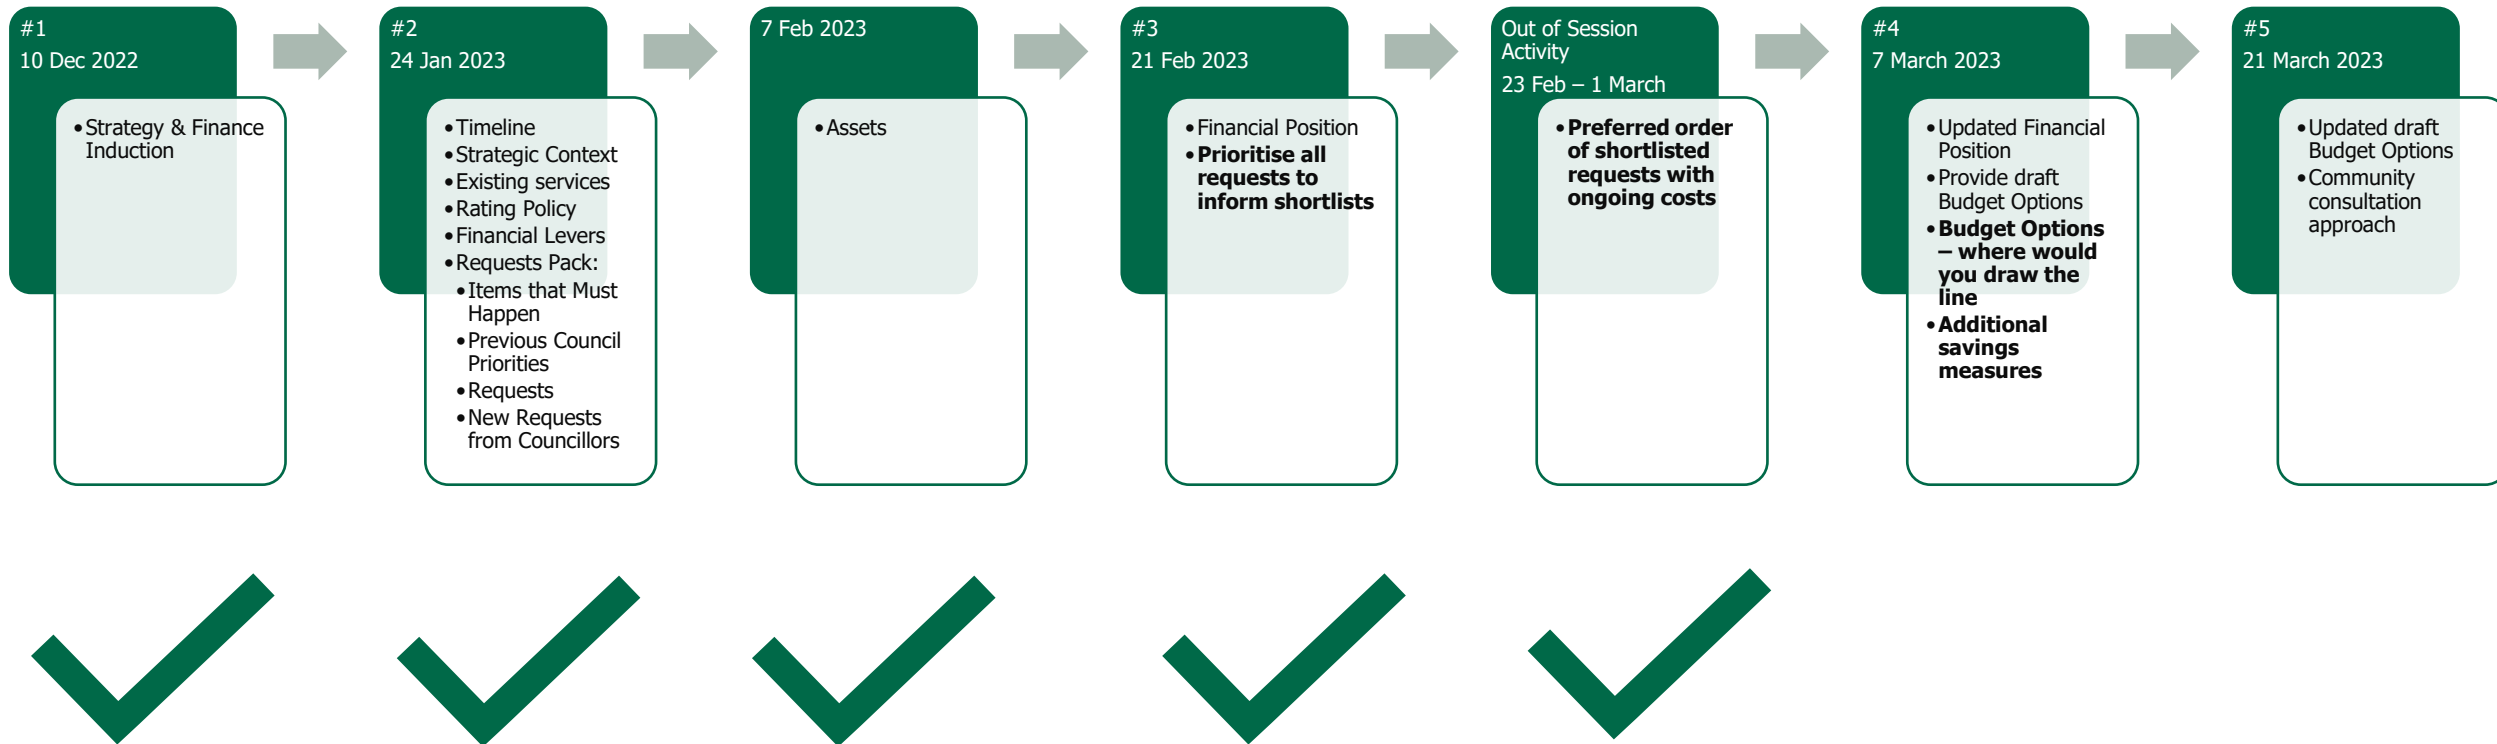 #1
10 Dec 2022
•Strategy & Finance
Induction
#2
24 Jan 2023
•Timeline
•Strategic Context
•Existing services
•Rating Policy
•Financial Levers
•Requests Pack:
•Items that Must
Happen
•Previous Council
Priorities
•Requests
•New Requests
from Councillors
7 Feb 2023
•Assets
#3
21 Feb 2023
•Financial Position
•Prioritise all
requests to
inform shortlists
Out of Session
Activity
23 Feb – 1 March
•Preferred order
of shortlisted
requests with
ongoing costs
#4
7 March 2023
•Updated Financial
Position
•Provide draft
Budget Options
•Budget Options
– where would
you draw the
line
•Additional
savings
measures
#5
21 March 2023
•Updated draft
Budget Options
•Community
consultation
approach